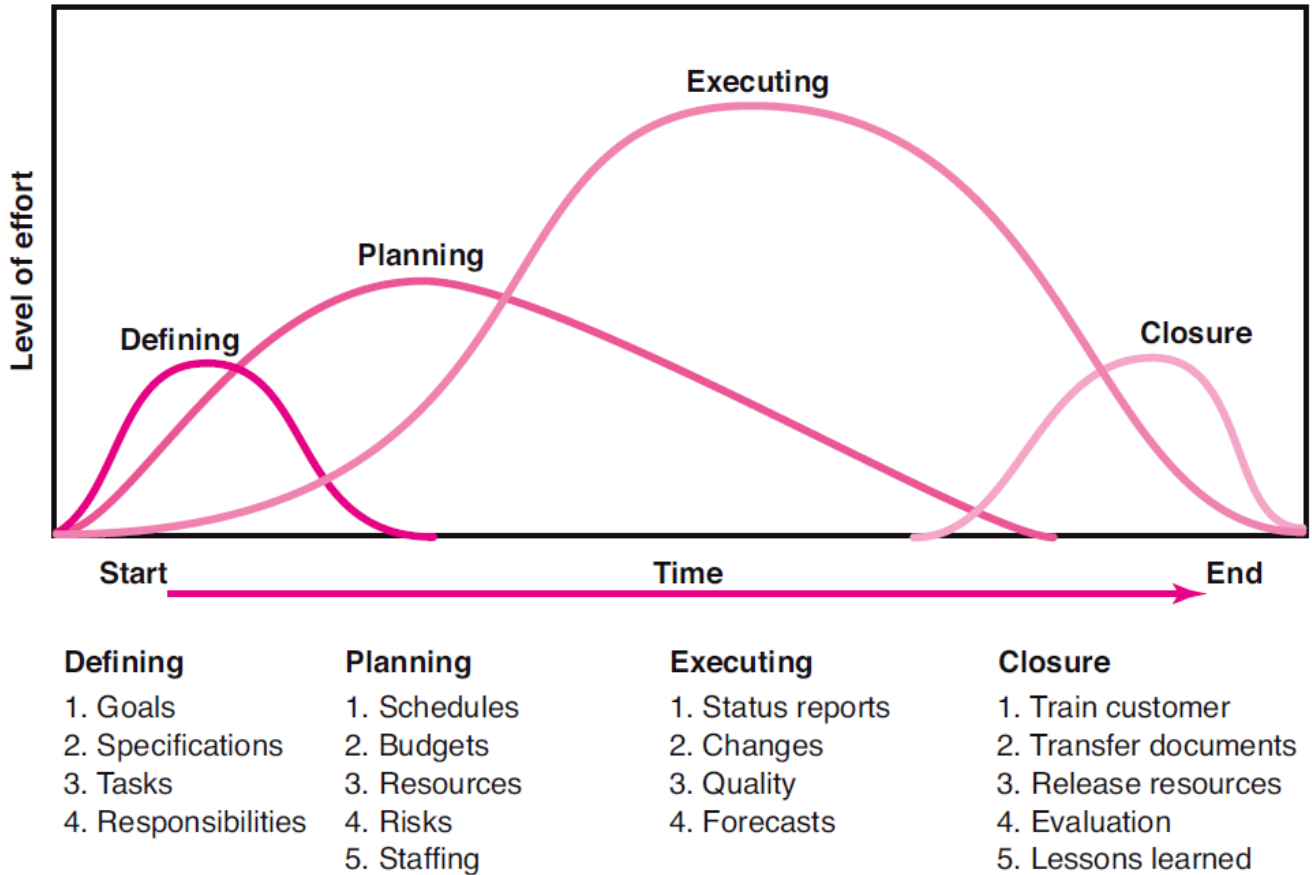 Executing
Planning
Defining
Closure
Level of effort
Start Time End
Defining
1. Goals
2. Specifications
3. Tasks
4. Responsibilities
Planning
1. Schedules
2. Budgets
3. Resources
4. Risks
5. Staffing
Executing
1. Status reports
2. Changes
3. Quality
4. Forecasts
Closure
1. Train customer
2. Transfer documents
3. Release resources
4. Evaluation
5. Lessons learned